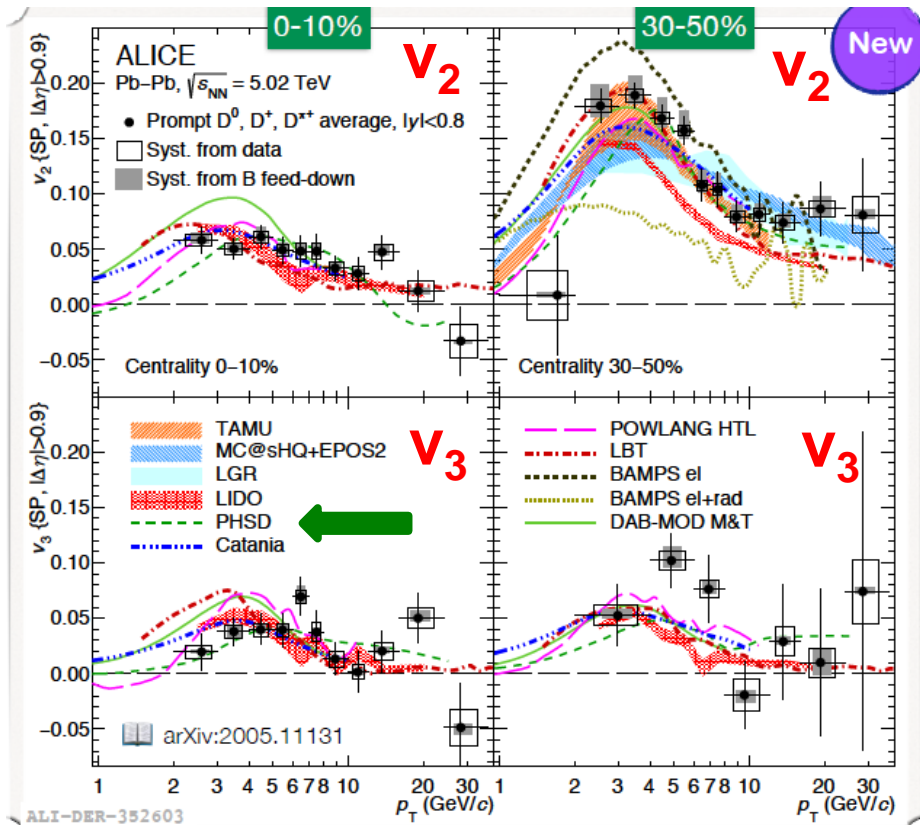 0-10%
30-50%
New
ALICE
v₂
v₂
Pb–Pb, √s_NN = 5.02 TeV
Prompt D⁰, D⁺, D*⁺ average, |y|<0.8
Syst. from data
Syst. from B feed-down
v₂ {SP, |Δη|>0.9}
0.20
0.15
0.10
0.05
0.00
−0.05
Centrality 0–10%
Centrality 30–50%
v₃
v₃
TAMU
MC@sHQ+EPOS2
LGR
LIDO
PHSD
Catania
POWLANG HTL
LBT
BAMPS el
BAMPS el+rad
DAB-MOD M&T
v₃ {SP, |Δη|>0.9}
0.20
0.15
0.10
0.05
0.00
−0.05
arXiv:2005.11131
1 2 3 4 5 6 7 8 10 20 30
p_T (GeV/c)
1 2 3 4 5 6 7 8 10 20 30
p_T (GeV/c)
ALI-DER-352603